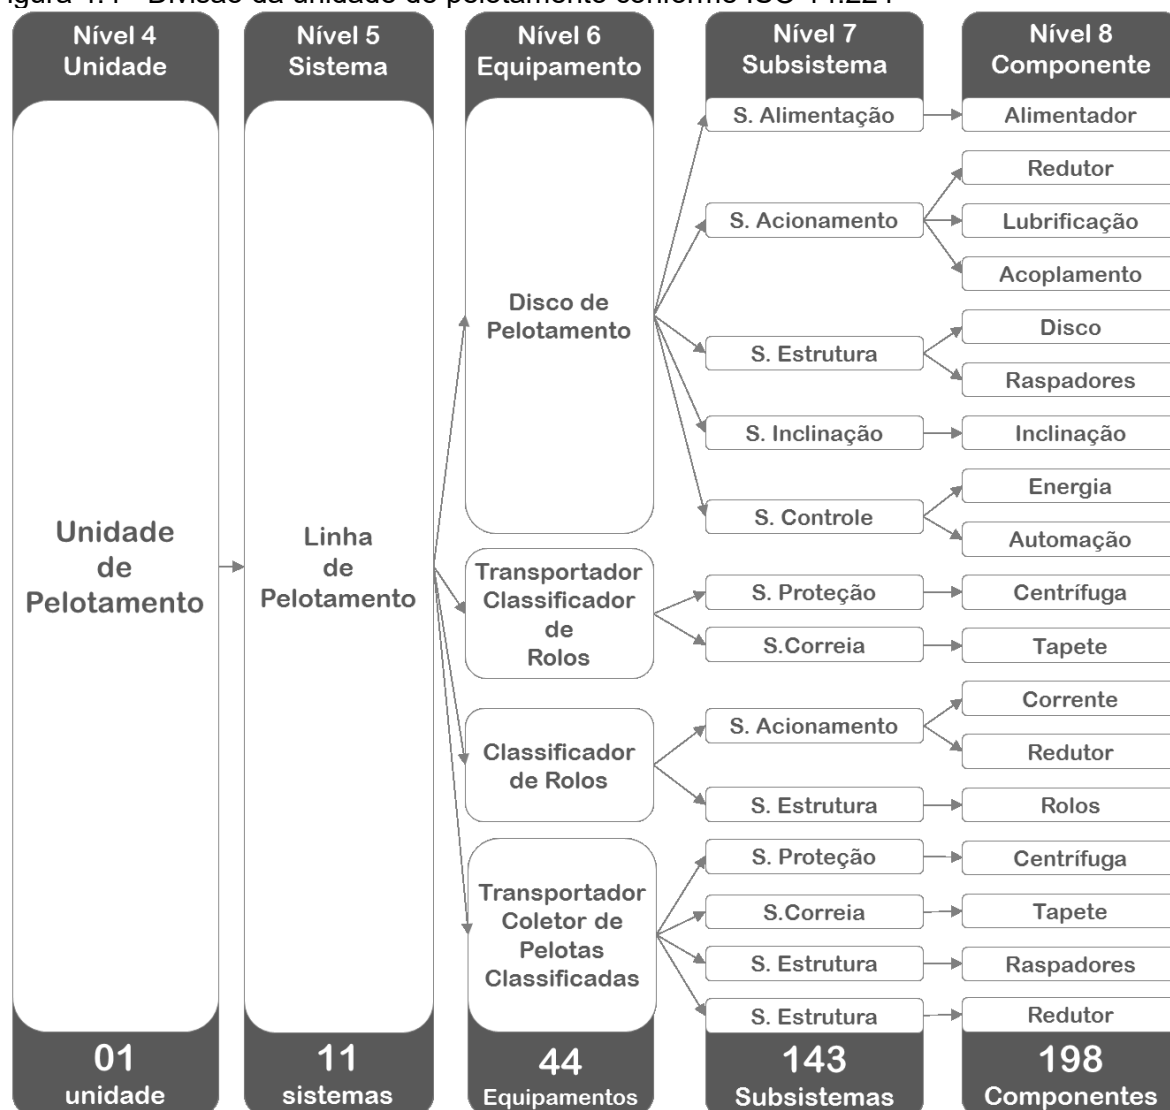 Figura 4.4 - Divisão da unidade de pelotamento conforme ISO 14.224
Nível 4
Unidade
Nível 5
Sistema
Nível 6
Equipamento
Nível 7
Subsistema
Nível 8
Componente
Unidade
de
Pelotamento
Linha
de
Pelotamento
Disco de
Pelotamento
Transportador
Classificador
de
Rolos
Classificador
de Rolos
Transportador
Coletor de
Pelotas
Classificadas
S. Alimentação
S. Acionamento
S. Estrutura
S. Inclinação
S. Controle
S. Proteção
S.Correia
S. Acionamento
S. Estrutura
S. Proteção
S.Correia
S. Estrutura
S. Estrutura
Alimentador
Redutor
Lubrificação
Acoplamento
Disco
Raspadores
Inclinação
Energia
Automação
Centrífuga
Tapete
Corrente
Redutor
Rolos
Centrífuga
Tapete
Raspadores
Redutor
01
unidade
11
sistemas
44
Equipamentos
143
Subsistemas
198
Componentes